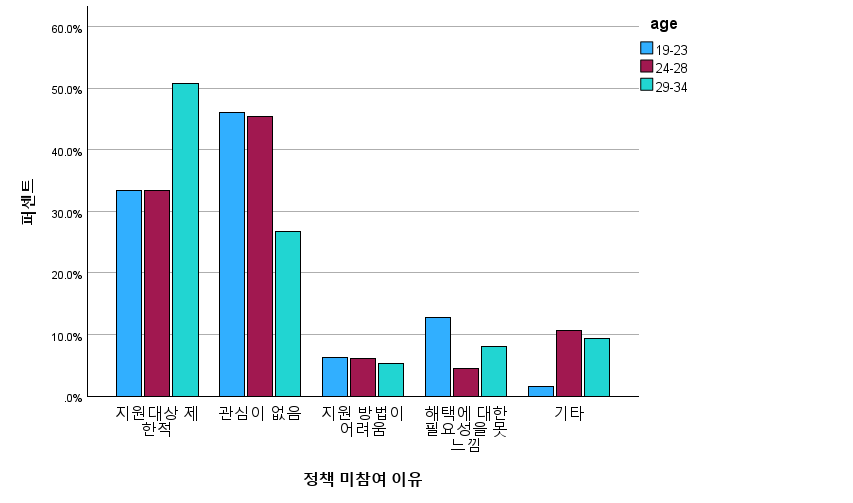 age
19-23
24-28
29-34
60.0%
50.0%
40.0%
30.0%
20.0%
10.0%
.0%
퍼센트
지원대상 제
한적
관심이 없음
지원 방법이
어려움
해택에 대한
필요성을 못
느낌
기타
정책 미참여 이유